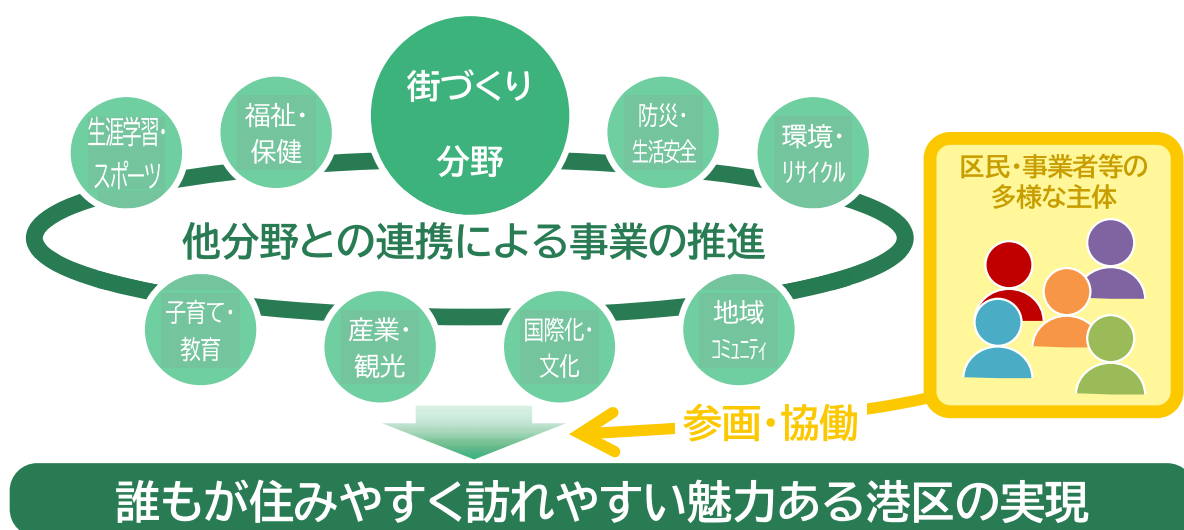 街づくり
分野
生涯学習・
スポーツ
福祉・
保健
防災・
生活安全
環境・
リサイクル
他分野との連携による事業の推進
子育て・
教育
産業・
観光
国際化・
文化
地域
コミュニティ
区民・事業者等の
多様な主体
参画・協働
誰もが住みやすく訪れやすい魅力ある港区の実現